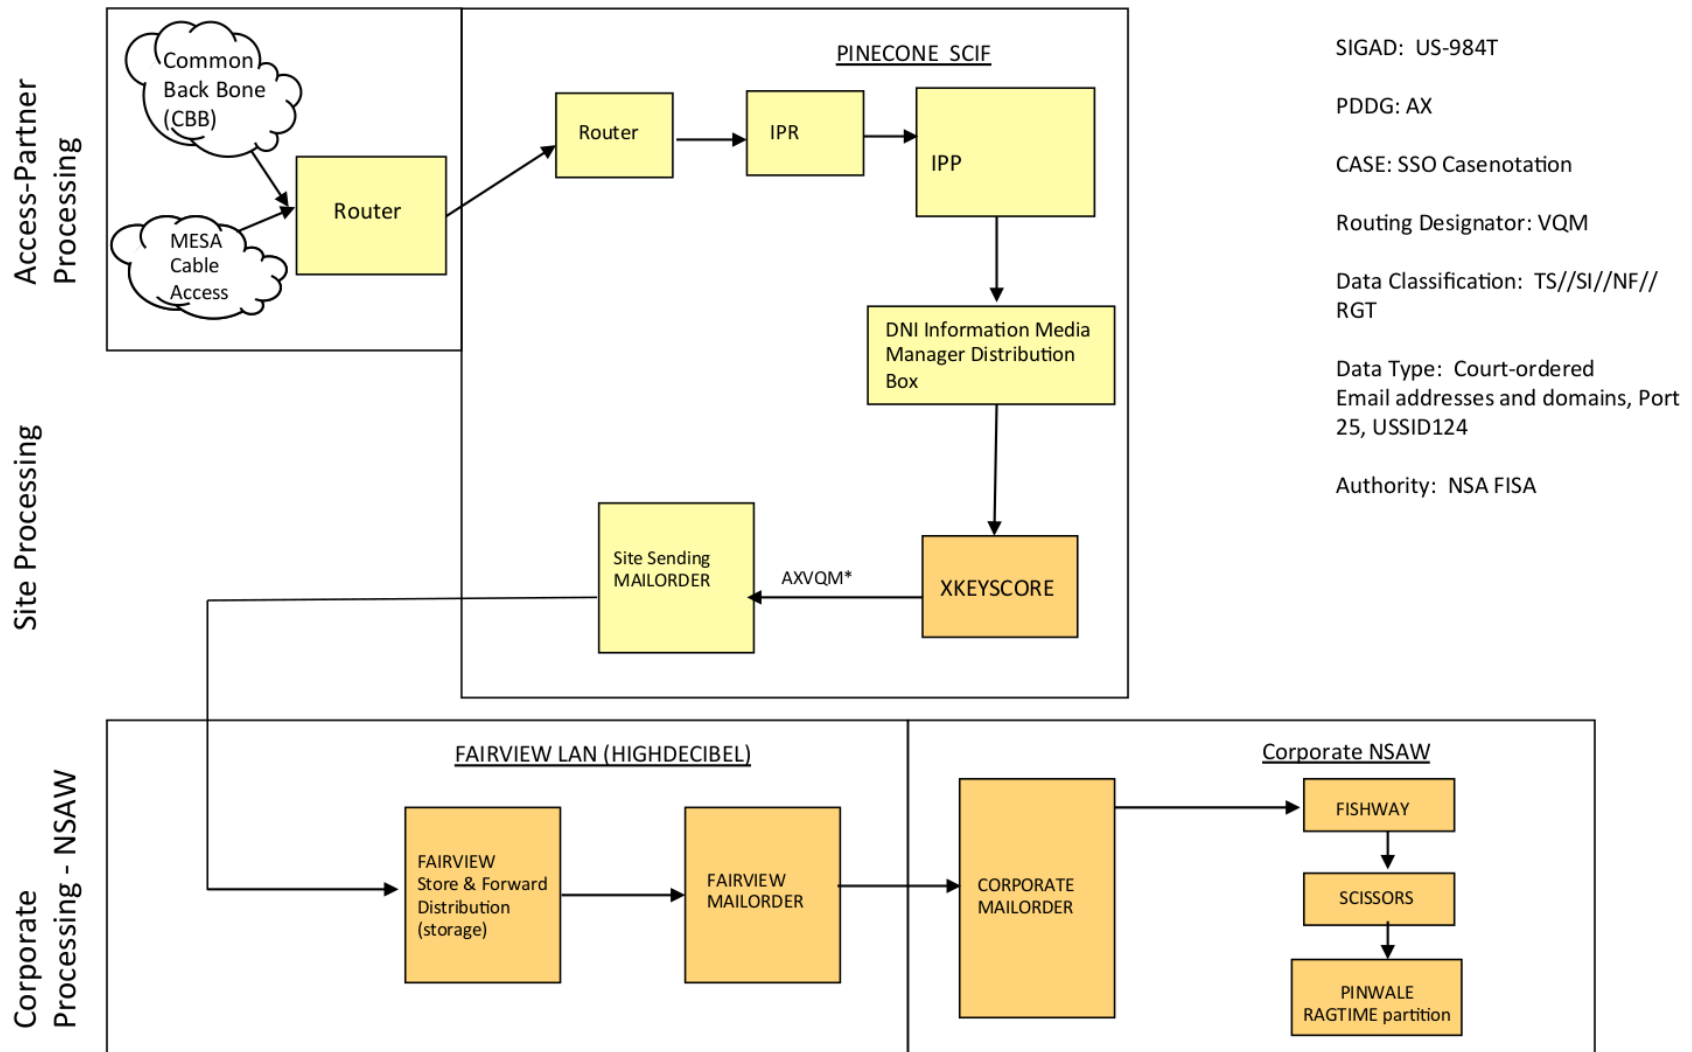 Access-Partner
Processing
Common
Back Bone
(CBB)
MESA
Cable
Access
Router
PINECONE SCIF
Router
IPR
IPP
DNI Information Media
Manager Distribution
Box
Site Processing
Site Sending
MAILORDER
AXVQM*
XKEYSCORE
SIGAD: US-984T
PDDG: AX
CASE: SSO Casenotation
Routing Designator: VQM
Data Classification: TS//SI//NF//
RGT
Data Type: Court-ordered
Email addresses and domains, Port
25, USSID124
Authority: NSA FISA
Corporate
Processing - NSAW
FAIRVIEW LAN (HIGHDECIBEL)
FAIRVIEW
Store & Forward
Distribution
(storage)
FAIRVIEW
MAILORDER
Corporate NSAW
CORPORATE
MAILORDER
FISHWAY
SCISSORS
PINWALE
RAGTIME partition